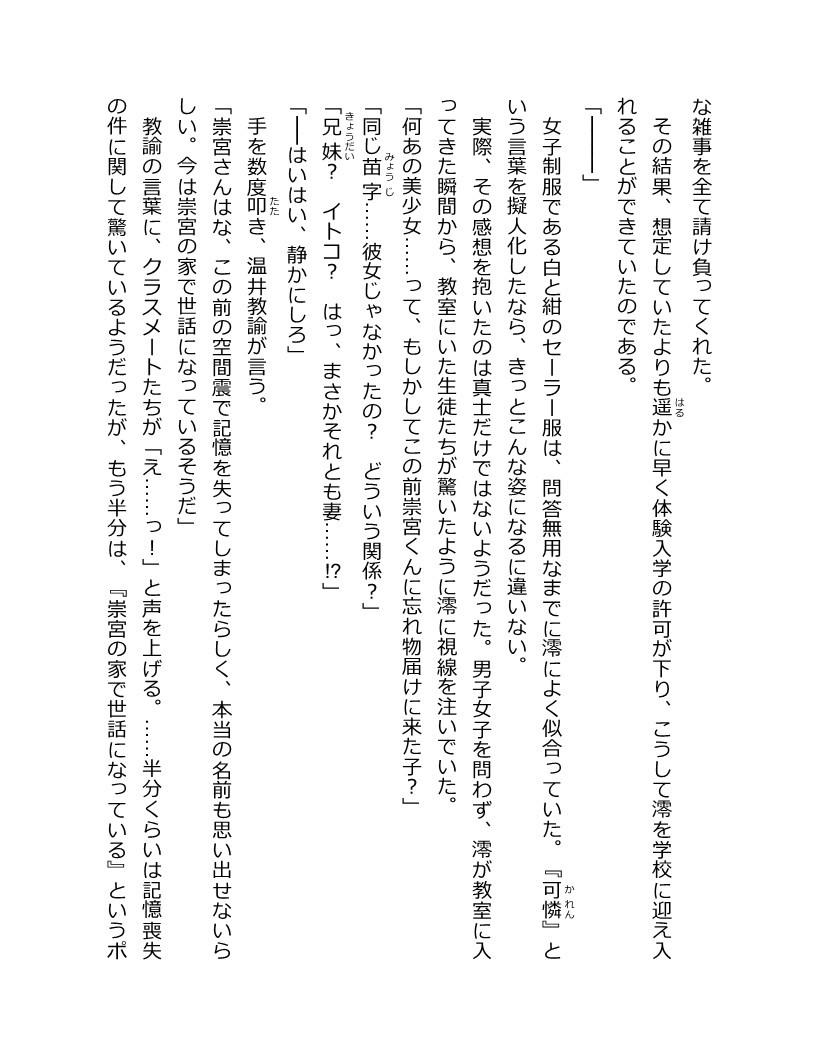 な雑事を全て請け負ってくれた。
　その結果、想定していたよりも遥かに早く体験入学の許可が下り、こうして澪を学校に迎え入
れることができていたのである。
「――――」
　女子制服である白と紺のセーラー服は、問答無用なまでに澪によく似合っていた。『可憐』と
いう言葉を擬人化したなら、きっとこんな姿になるに違いない。
　実際、その感想を抱いたのは真士だけではないようだった。男子女子を問わず、澪が教室に入
ってきた瞬間から、教室にいた生徒たちが驚いたように澪に視線を注いでいた。
「何あの美少女……って、もしかしてこの前崇宮くんに忘れ物届けに来た子？」
「同じ苗字……彼女じゃなかったの？　どういう関係？」
「兄妹？　イトコ？　はっ、まさかそれとも妻……⁉」
「――はいはい、静かにしろ」
　手を数度叩き、温井教諭が言う。
「崇宮さんはな、この前の空間震で記憶を失ってしまったらしく、本当の名前も思い出せないら
しい。今は崇宮の家で世話になっているそうだ」
　教諭の言葉に、クラスメートたちが「え……っ！」と声を上げる。……半分くらいは記憶喪失
の件に関して驚いているようだったが、もう半分は、『崇宮の家で世話になっている』というポ